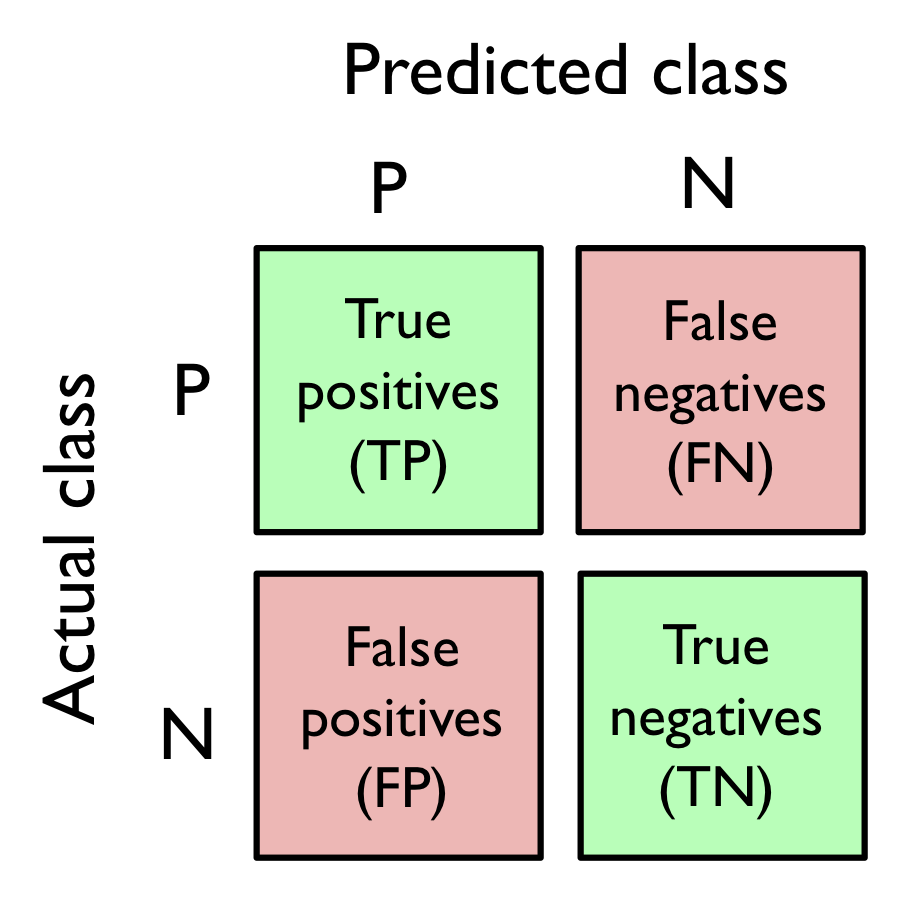 Predicted class
P
N
Actual class
P
True
positives
(TP)
False
negatives
(FN)
N
False
positives
(FP)
True
negatives
(TN)